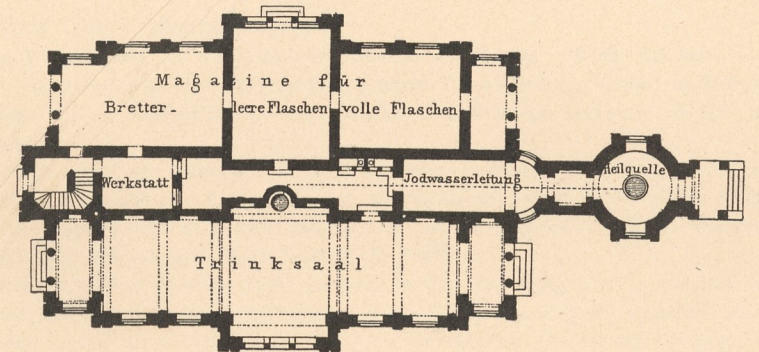 Magazine für
Bretter- leere Flaschen volle Flaschen
Werkstatt
Jodwasserleitung
Heilquelle
Trinksaal